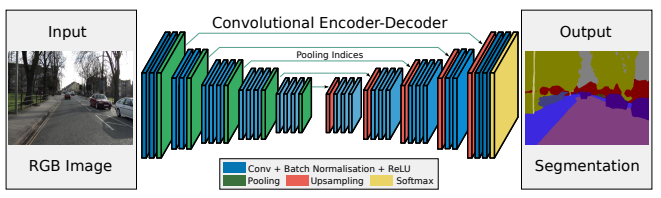 Convolutional Encoder-Decoder
Input
Pooling Indices
Output
RGB Image
Segmentation
Conv + Batch Normalisation + ReLU
Pooling
Upsampling
Softmax